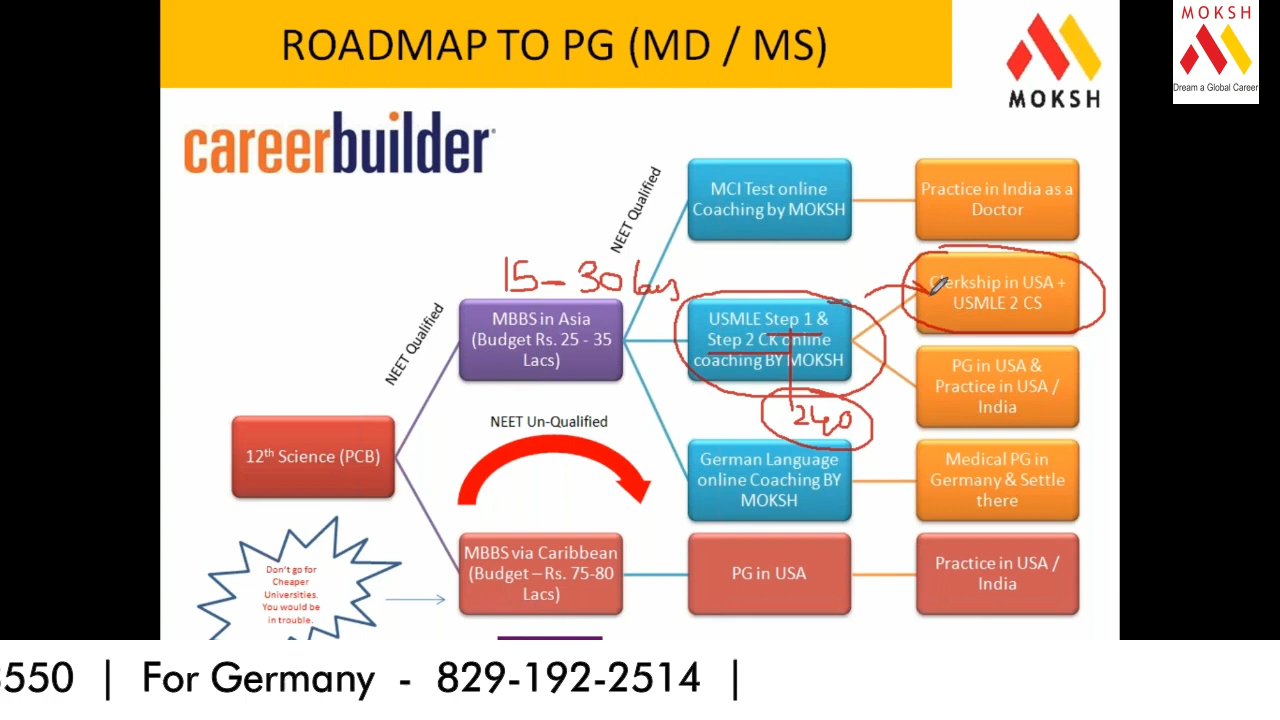 ROADMAP TO PG (MD / MS)
MOKSH
MOKSH
Dream a Global Career
careerbuilder
NEET Qualified
MCI Test online
Coaching by MOKSH
Practice in India as a
Doctor
15-30
Clerkship in USA +
USMLE 2 CS
NEET Qualified
MBBS in Asia
(Budget Rs. 25 - 35
Lacs)
USMLE Step 1 &
Step 2 CK online
coaching BY MOKSH
PG in USA &
Practice in USA /
India
240
NEET Un-Qualified
12th Science (PCB)
German Language
online Coaching BY
MOKSH
Medical PG in
Germany & Settle
there
MBBS via Caribbean
(Budget – Rs. 75-80
Lacs)
PG in USA
Practice in USA /
India
Don't go for
Cheaper
Universities.
You would be
in trouble.
550 | For Germany - 829-192-2514 |